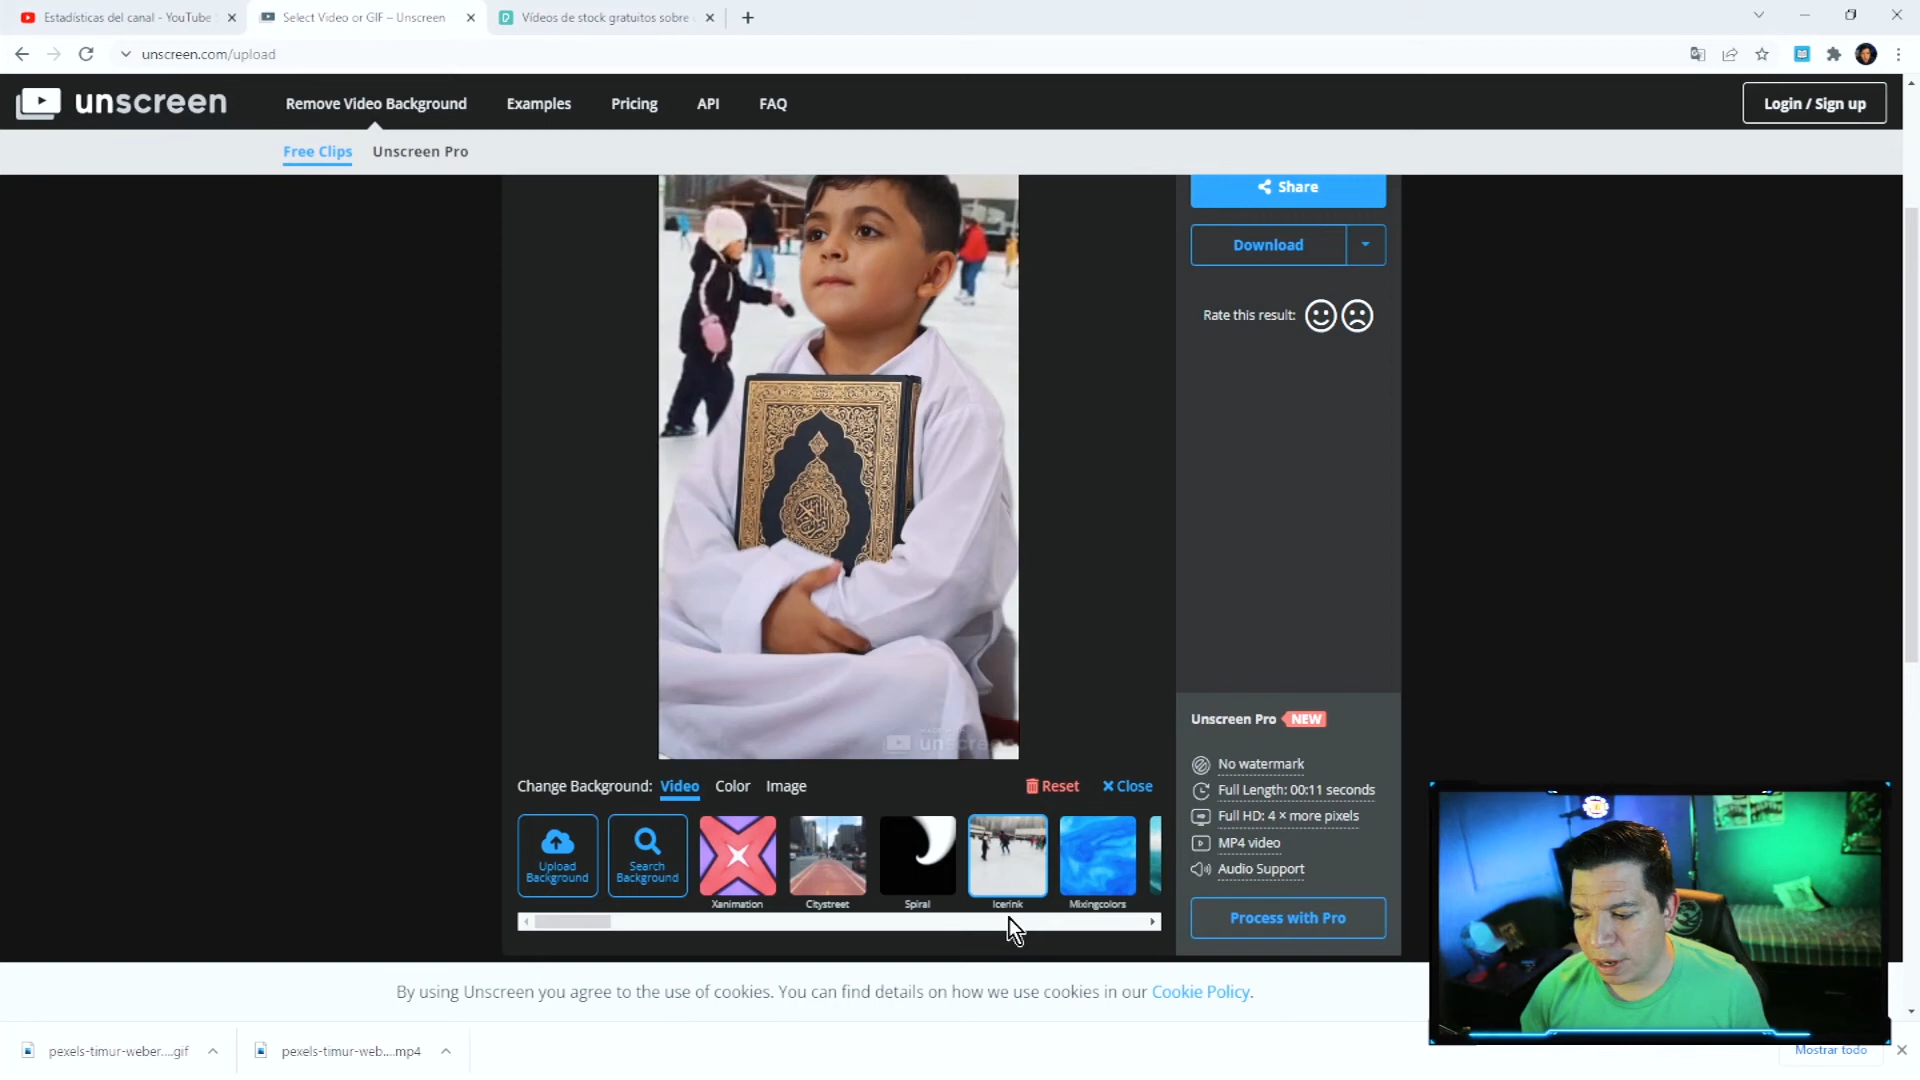 Estadísticas del canal - YouTube
Select Video or GIF – Unscreen
Vídeos de stock gratuitos sobre
unscreen.com/upload
unscreen
Remove Video Background
Examples
Pricing
API
FAQ
Login / Sign up
Free Clips
Unscreen Pro
Share
Download
Rate this result:
unscreen
Change Background:
Video
Color
Image
Reset
Close
Upload Background
Search Background
Xanimation
Citystreet
Spiral
Icerink
Mixingcolors
Unscreen Pro NEW
No watermark
Full Length: 00:11 seconds
Full HD: 4 × more pixels
MP4 video
Audio Support
Process with Pro
By using Unscreen you agree to the use of cookies. You can find details on how we use cookies in our Cookie Policy.
pexels-timur-weber....gif
pexels-timur-web....mp4
Mostrar todo